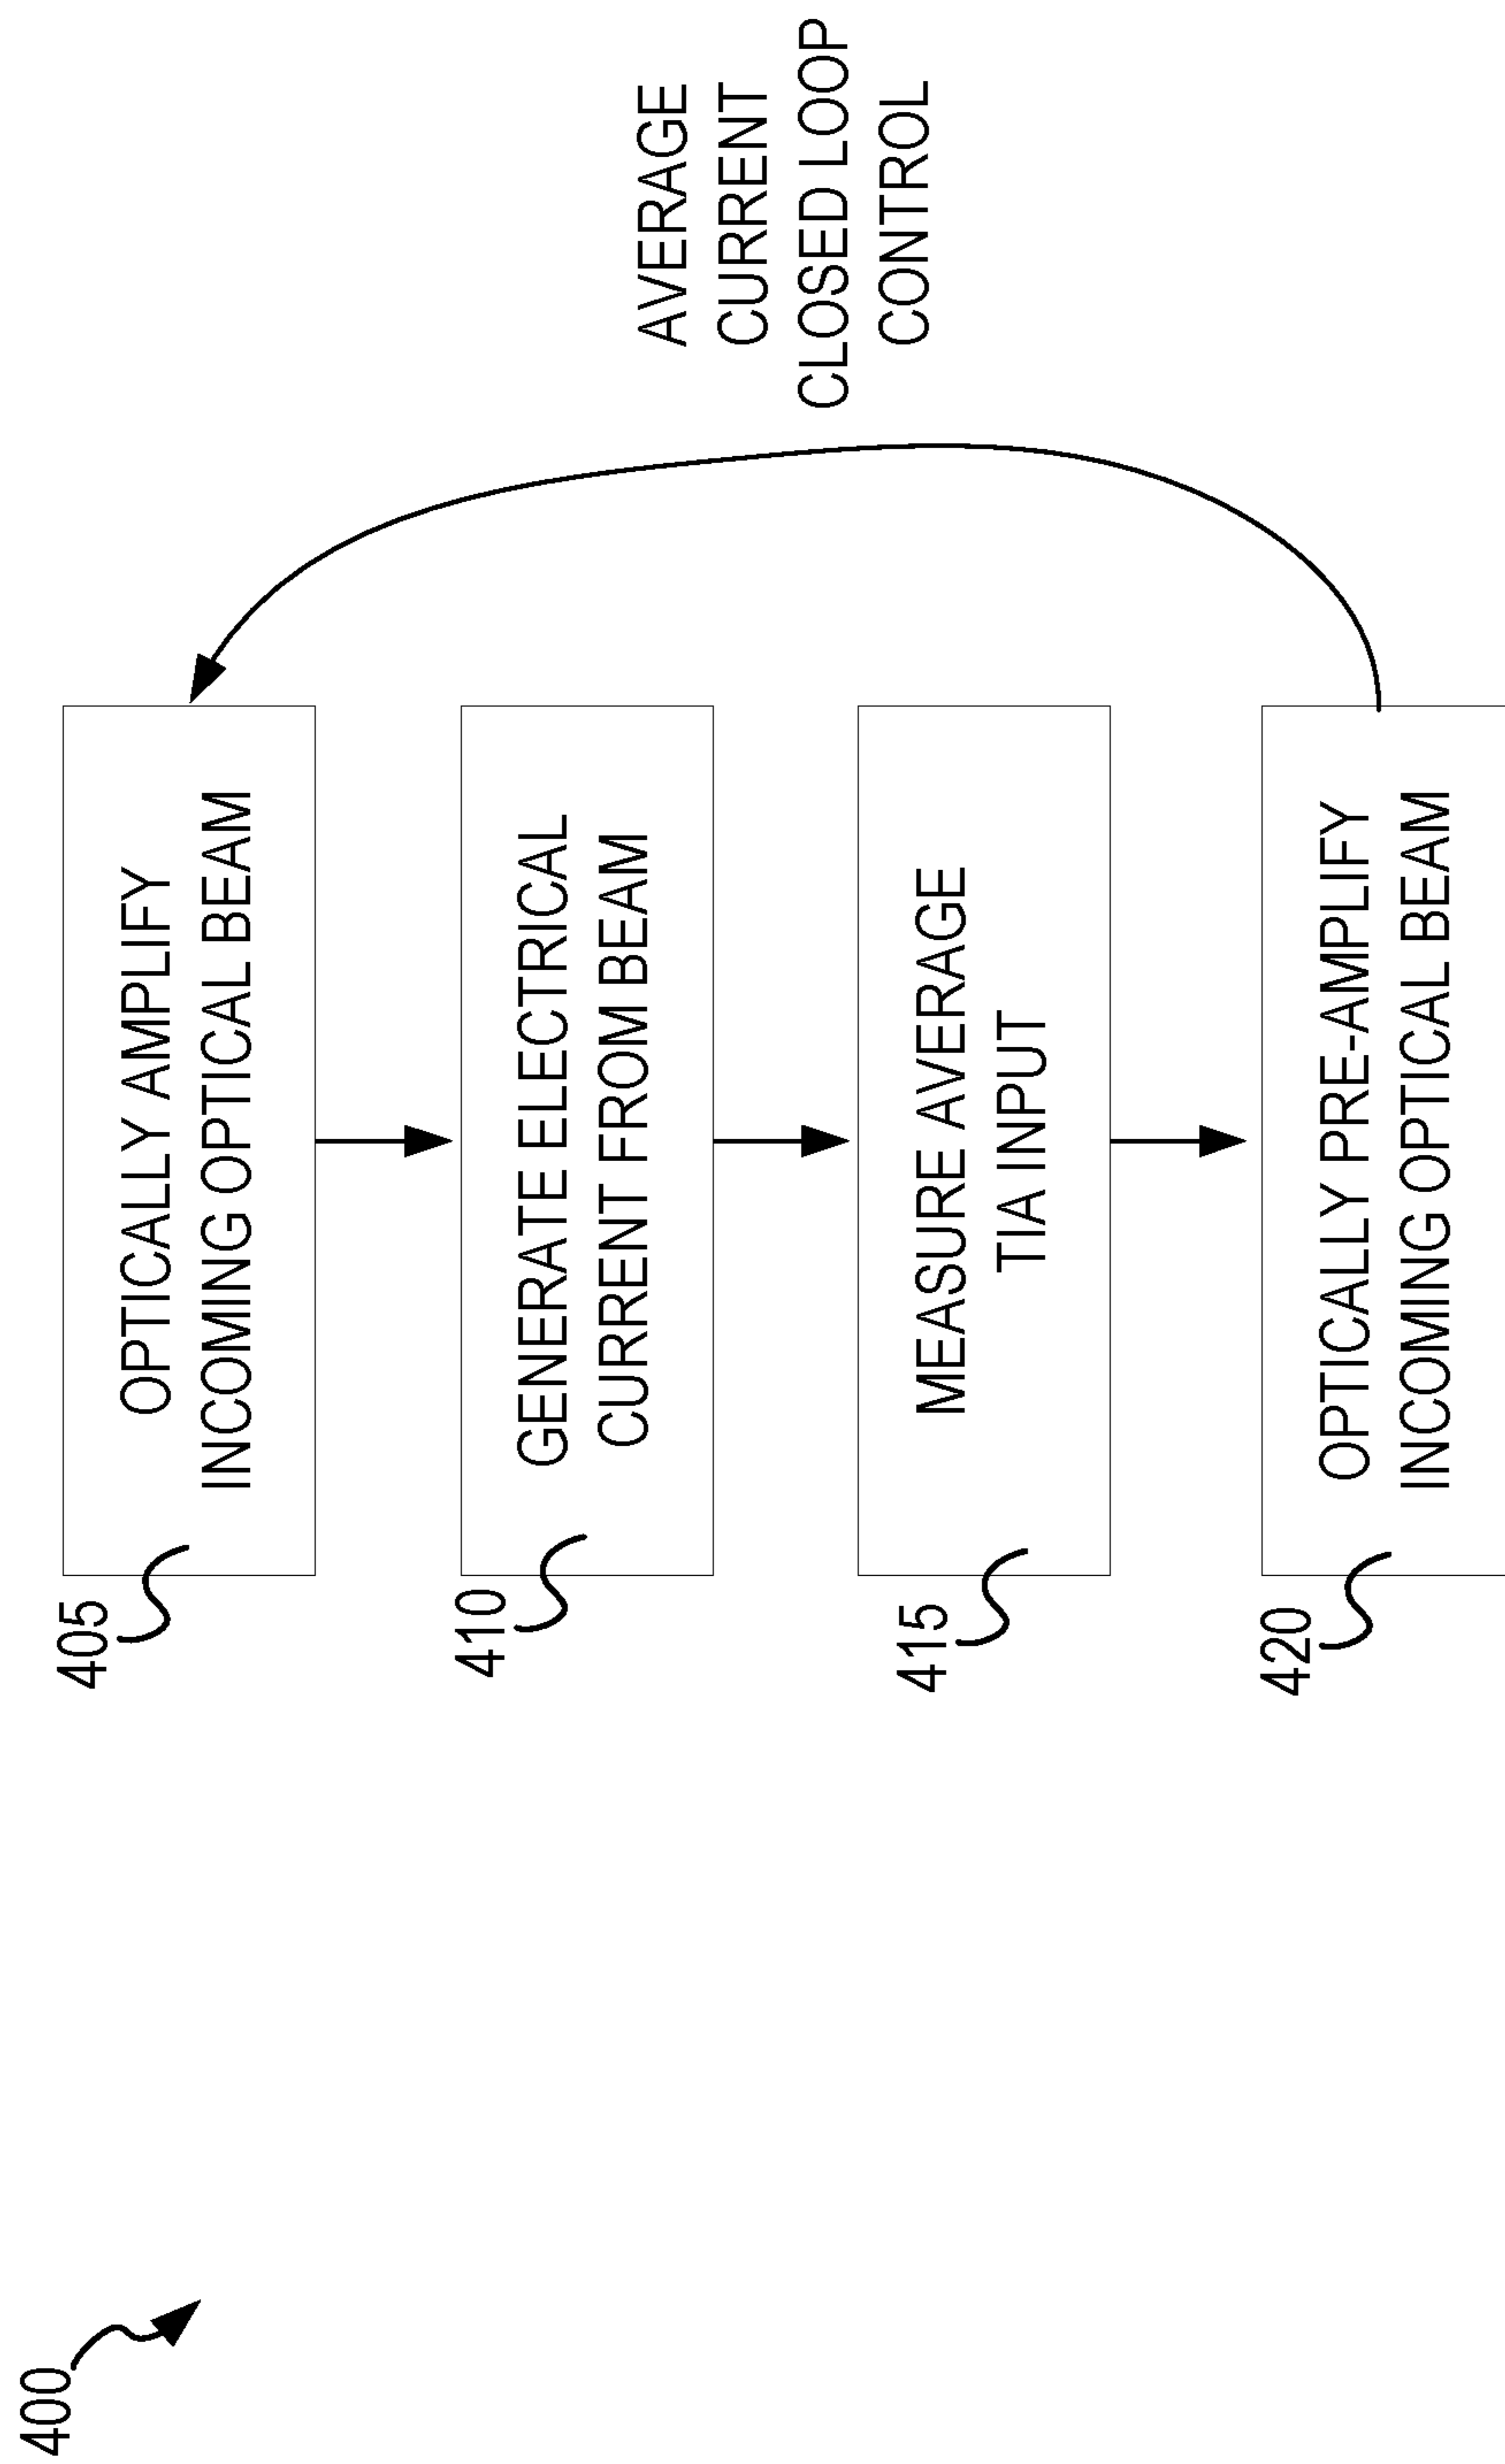 400
405
OPTICALLY AMPLIFY
INCOMING OPTICAL BEAM
410
GENERATE ELECTRICAL
CURRENT FROM BEAM
415
MEASURE AVERAGE
TIA INPUT
420
OPTICALLY PRE-AMPLIFY
INCOMING OPTICAL BEAM
AVERAGE
CURRENT
CLOSED LOOP
CONTROL